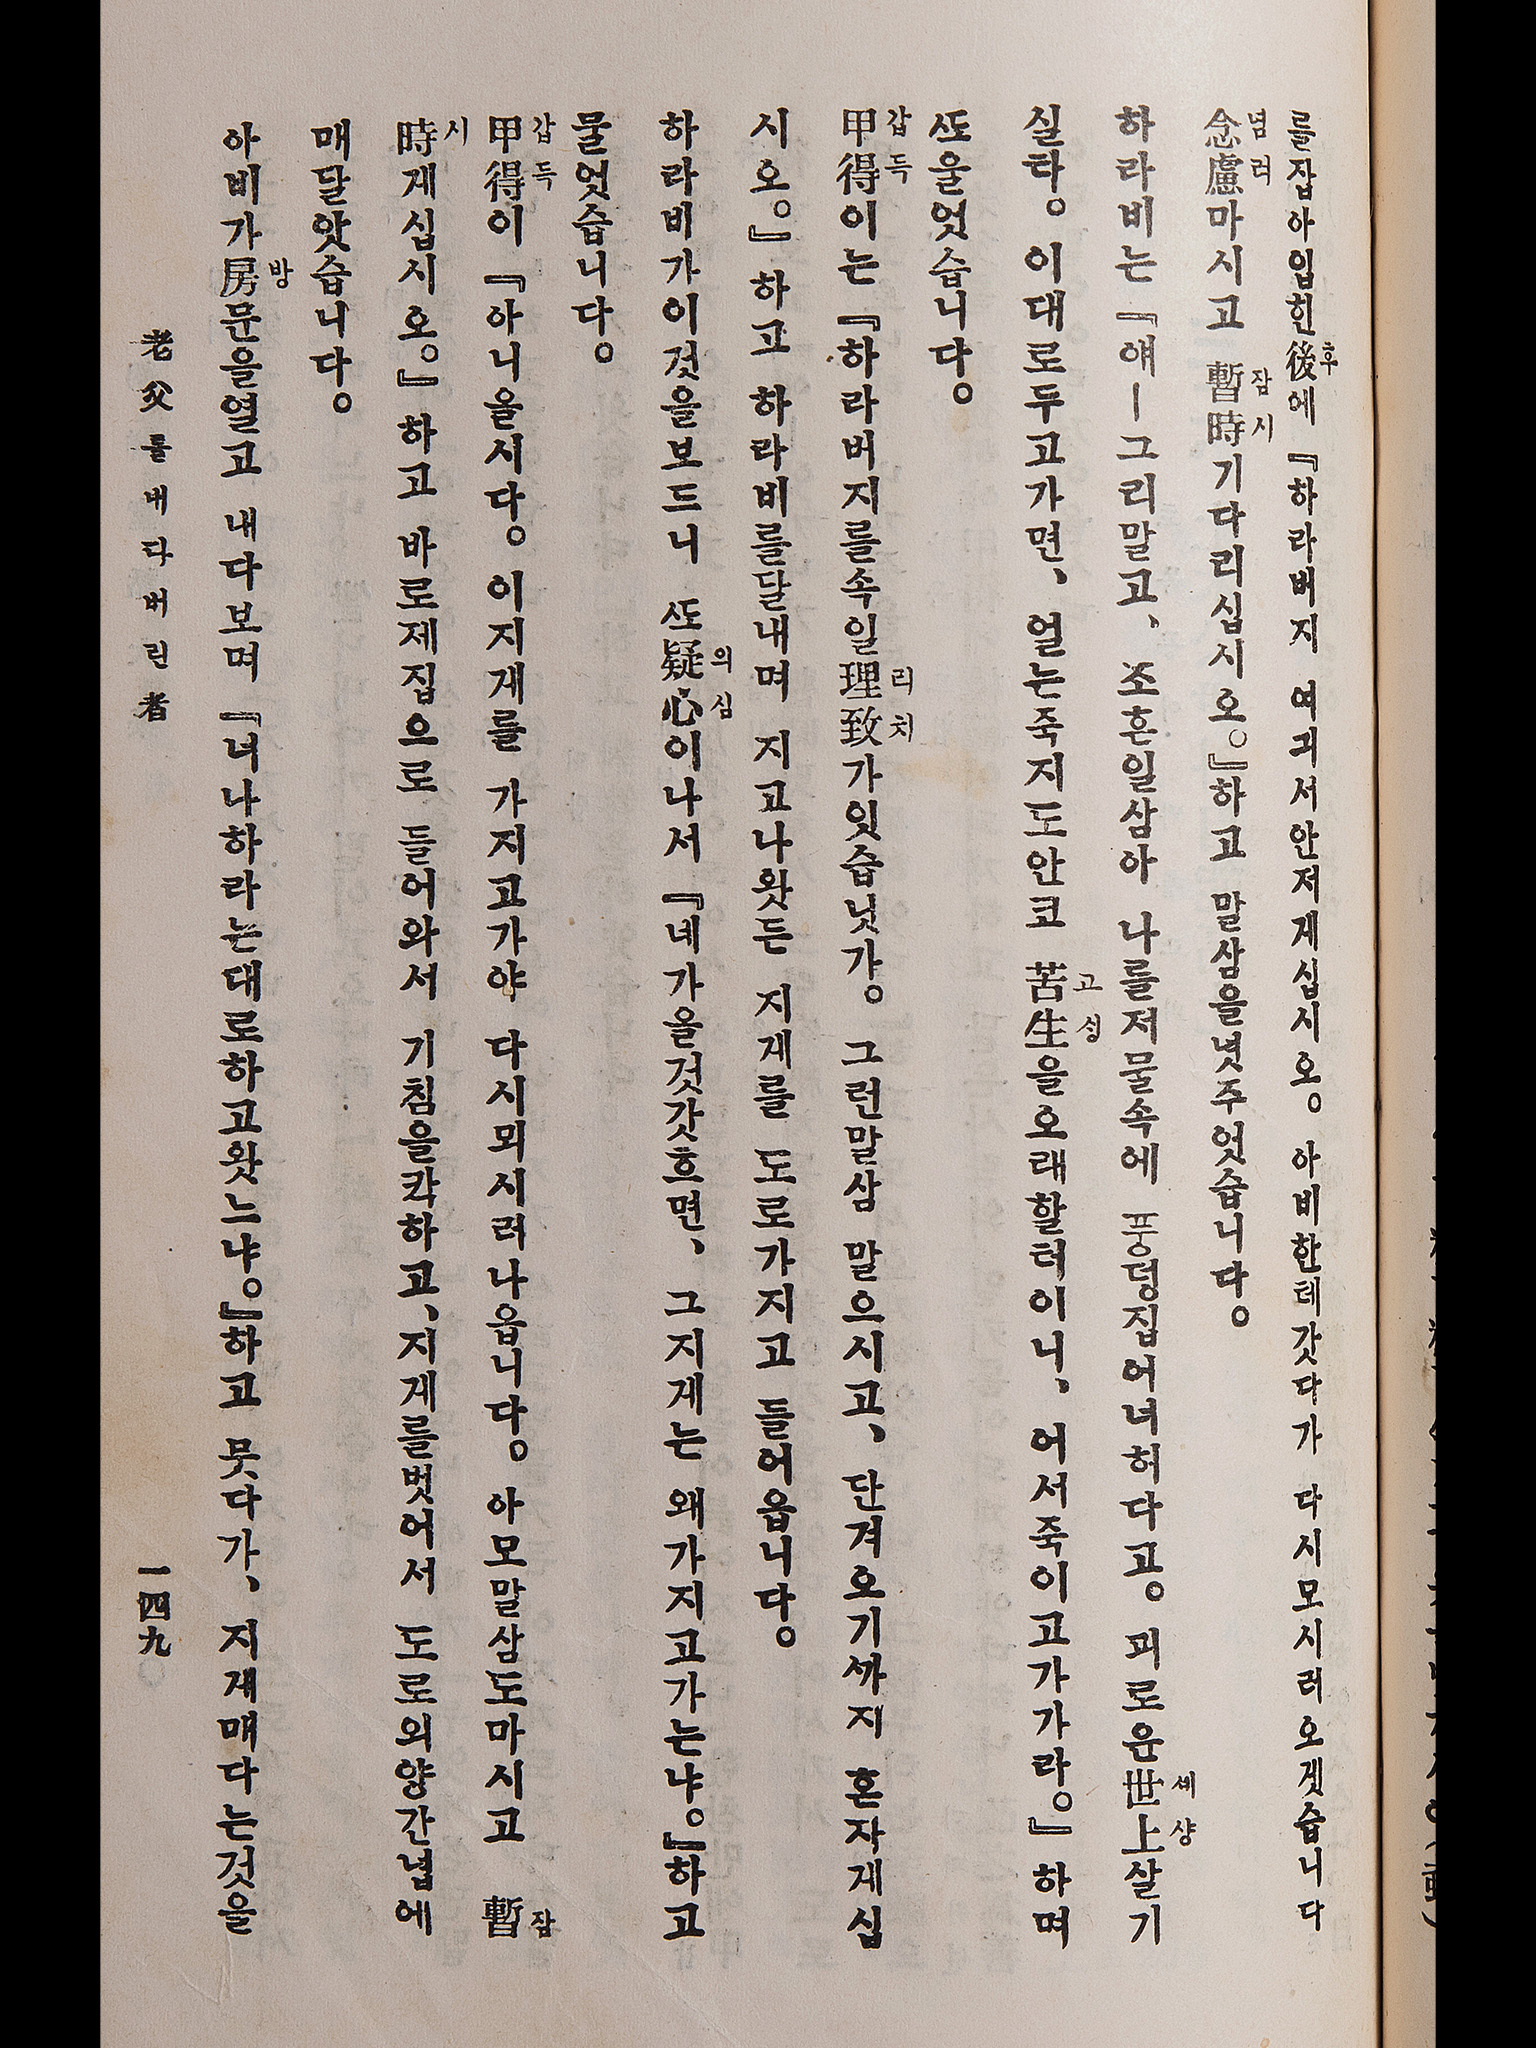 를잡아입힌後에『하라버지 여긔서안저계십시오。 아비한테갓다가 다시모시러오겟습니다
念慮마시고 暫時기다리십시오。』하고 말삼을녓주엇습니다。
하라비는『얘ㅣ그리말고、 ᄯᅩ흔일삼아 나를저물속에 풍덩집어녀허다고。 괴로운世上살기
실타。 이대로두고가면、 얼는죽지도안코 苦生을오래할터이니、 어서죽이고가가라。』하며
ᄯᅩ울엇습니다。
甲得이는『하라버지를속일理致가잇습닛가。 그런말삼 말으시고、 단겨오기ᄭᅡ지 혼자계십
시오。』하고 하라비를달내며 지고나왓든 지게를 도로가지고 들어옵니다。
하라비가이것을보드니 ᄯᅩ疑心이나서『네가올것갓흐면、 그지게는 왜가지고가는냐。』하고
물엇습니다。
甲得이『아니올시다。 이지게를 가지고가야 다시뫼시러나옵니다。 아모말삼도마시고 暫
時게십시오。』하고 바로제집으로 들어와서 기침을칵하고、지게를벗어서 도로외양간녑에
매달앗습니다。
아비가房문을열고 내다보며『너나하라는대로하고왓느냐。』하고 뭇다가、 지게매다는것을
老父를내다버린者
一四九